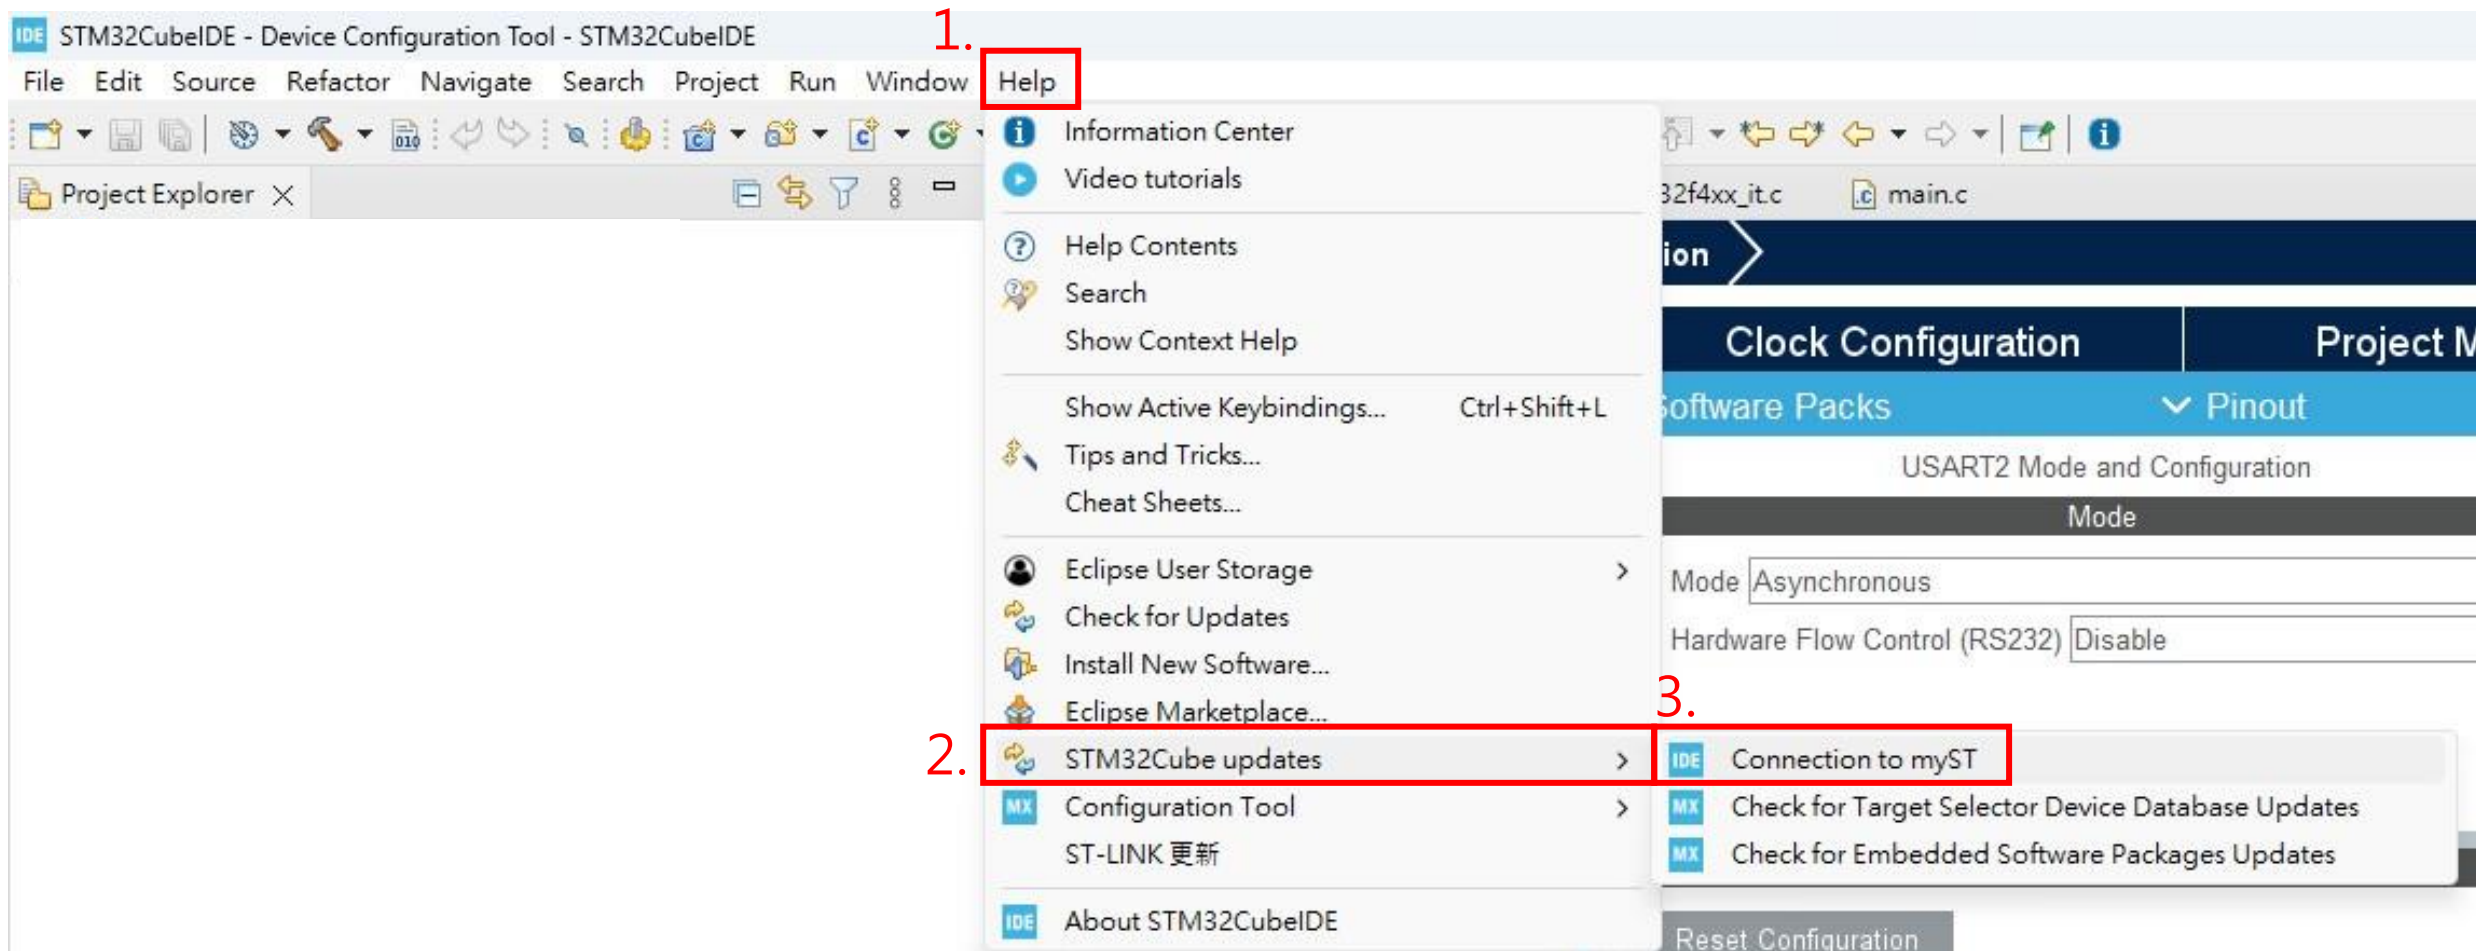 1.
IDE STM32CubeIDE - Device Configuration Tool - STM32CubeIDE
File Edit Source Refactor Navigate Search Project Run Window Help
010
Project Explorer
32f4xx_it.c
main.c
Information Center
Video tutorials
Help Contents
Search
Show Context Help
Show Active Keybindings... Ctrl+Shift+L
Tips and Tricks...
Cheat Sheets...
Eclipse User Storage
Check for Updates
Install New Software...
Eclipse Marketplace...
2.
STM32Cube updates
MX Configuration Tool
ST-LINK 更新
IDE About STM32CubeIDE
ion
Clock Configuration
Project M
Software Packs
Pinout
USART2 Mode and Configuration
Mode
Mode Asynchronous
Hardware Flow Control (RS232) Disable
3.
IDE Connection to myST
MX Check for Target Selector Device Database Updates
MX Check for Embedded Software Packages Updates
Reset Configuration